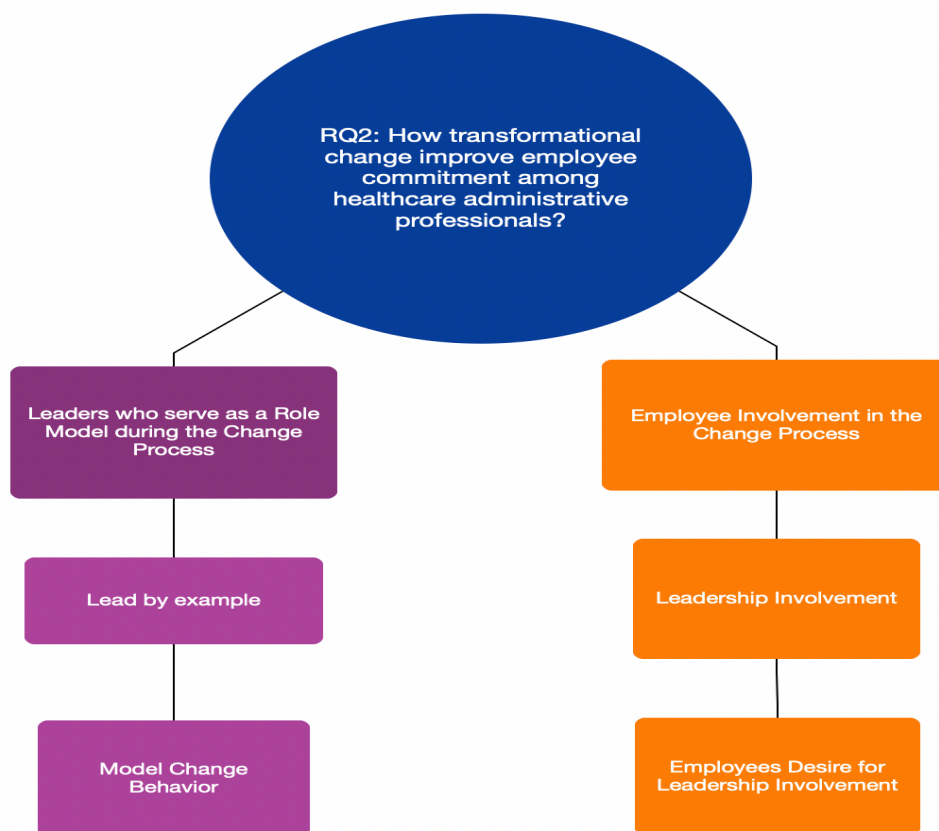 RQ2: How transformational
change improve employee
commitment among
healthcare administrative
professionals?
Leaders who serve as a Role
Model during the Change
Process
Employee Involvement in the
Change Process
Lead by example
Leadership Involvement
Model Change
Behavior
Employees Desire for
Leadership Involvement